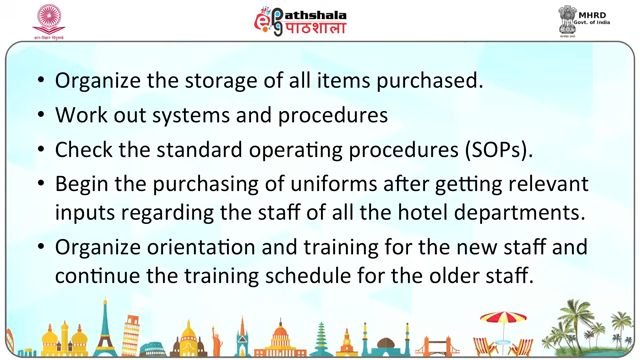 ePathshala
पाठशाला
MHRD
Govt. of India
• Organize the storage of all items purchased.
• Work out systems and procedures
• Check the standard operating procedures (SOPs).
• Begin the purchasing of uniforms after getting relevant
inputs regarding the staff of all the hotel departments.
• Organize orientation and training for the new staff and
continue the training schedule for the older staff.